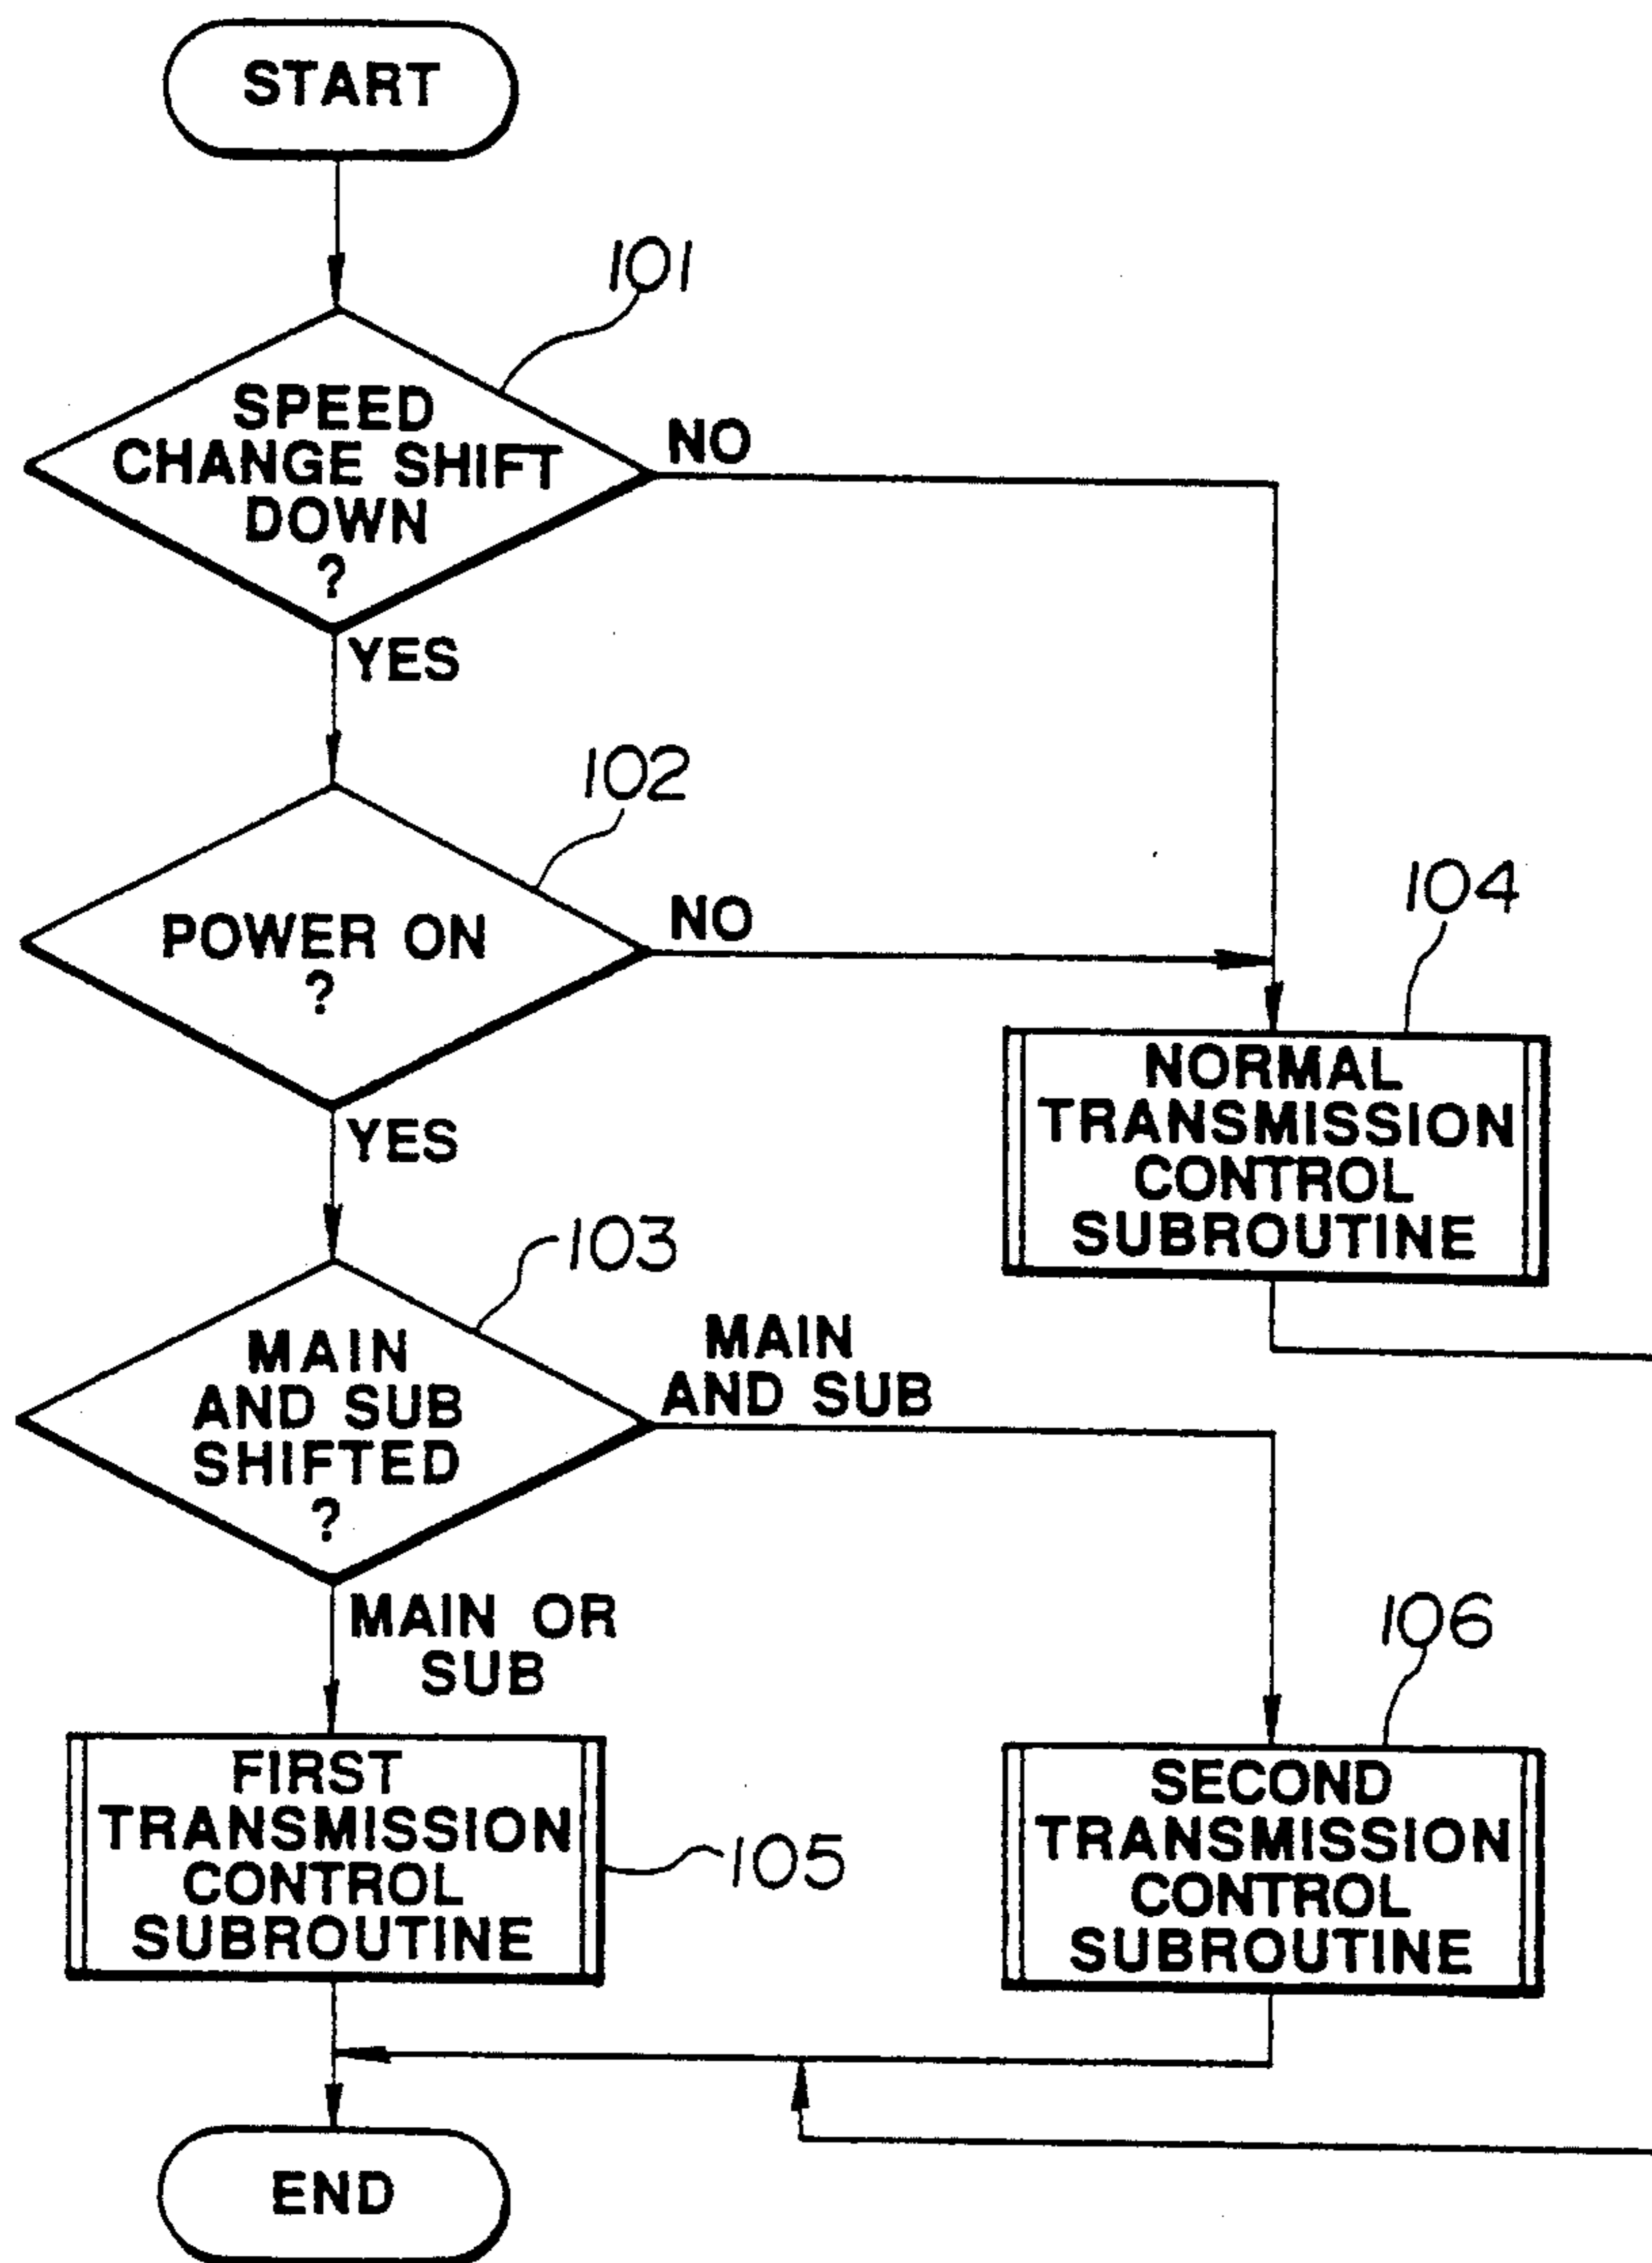 START
101
SPEED
CHANGE SHIFT
DOWN
?
NO
YES
102
POWER ON
?
NO
YES
104
NORMAL
TRANSMISSION
CONTROL
SUBROUTINE
103
MAIN
AND SUB
SHIFTED
?
MAIN
AND SUB
MAIN OR
SUB
106
FIRST
TRANSMISSION
CONTROL
SUBROUTINE
105
SECOND
TRANSMISSION
CONTROL
SUBROUTINE
END